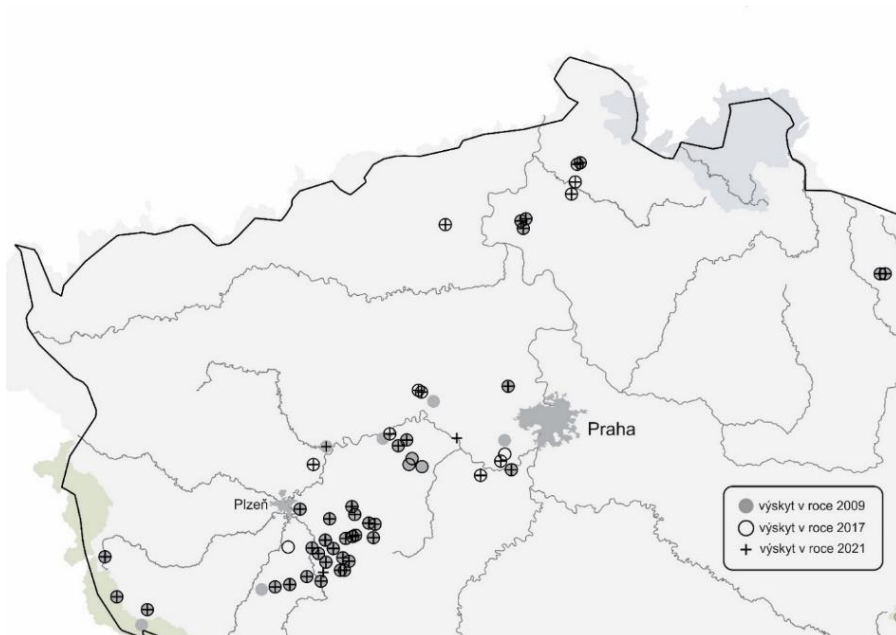 Praha
Plzeň
výskyt v roce 2009
výskyt v roce 2017
výskyt v roce 2021